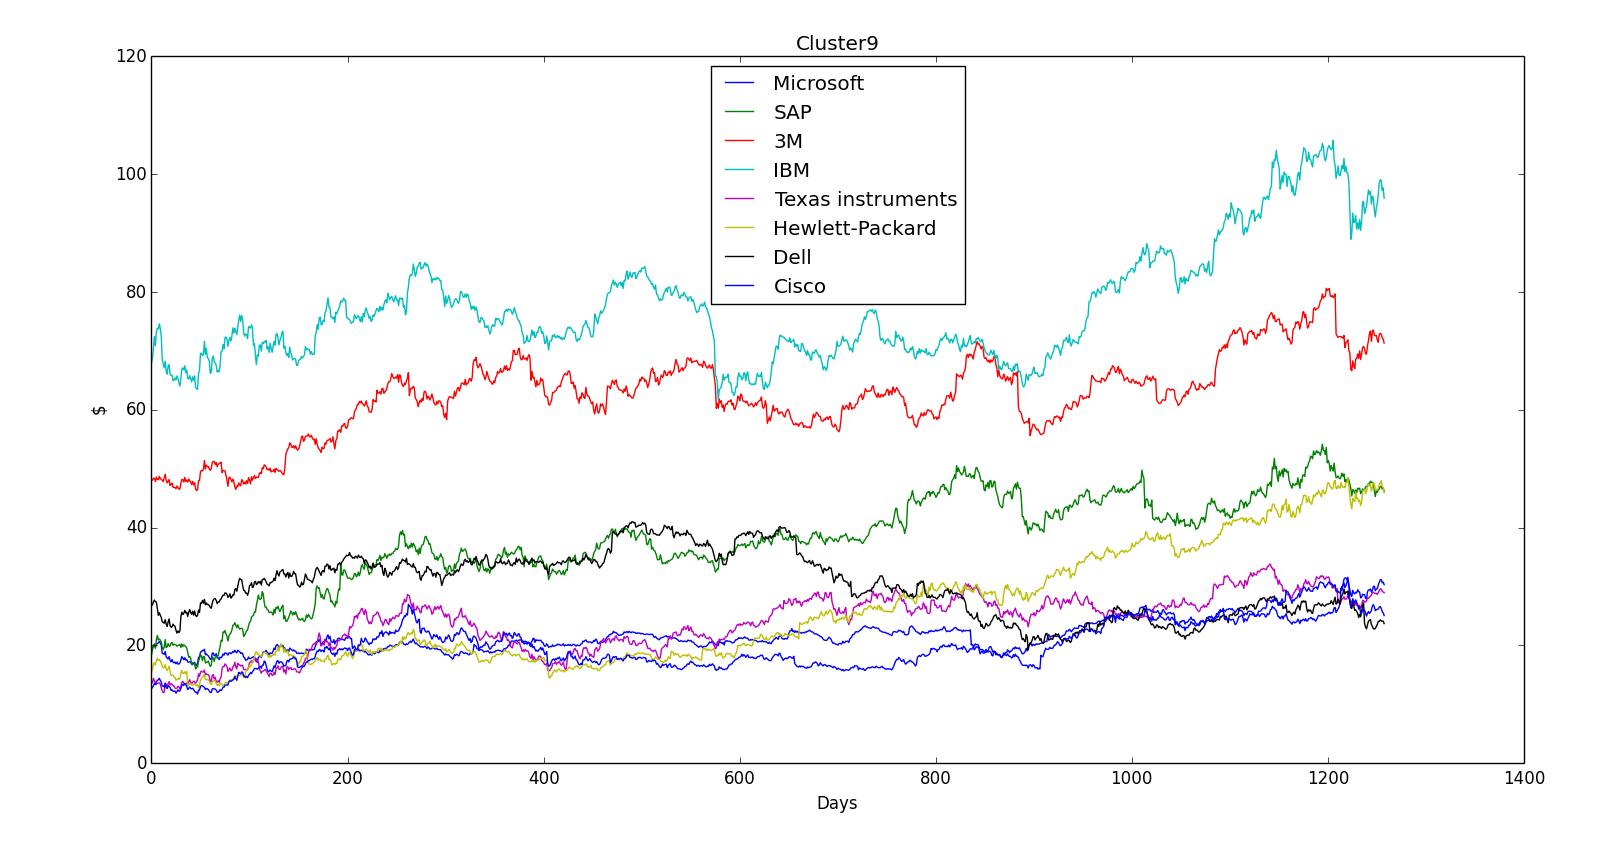 Cluster9
120
100
80
60
40
20
0
$
Microsoft
SAP
3M
IBM
Texas instruments
Hewlett-Packard
Dell
Cisco
0 200 400 600 800 1000 1200 1400
Days